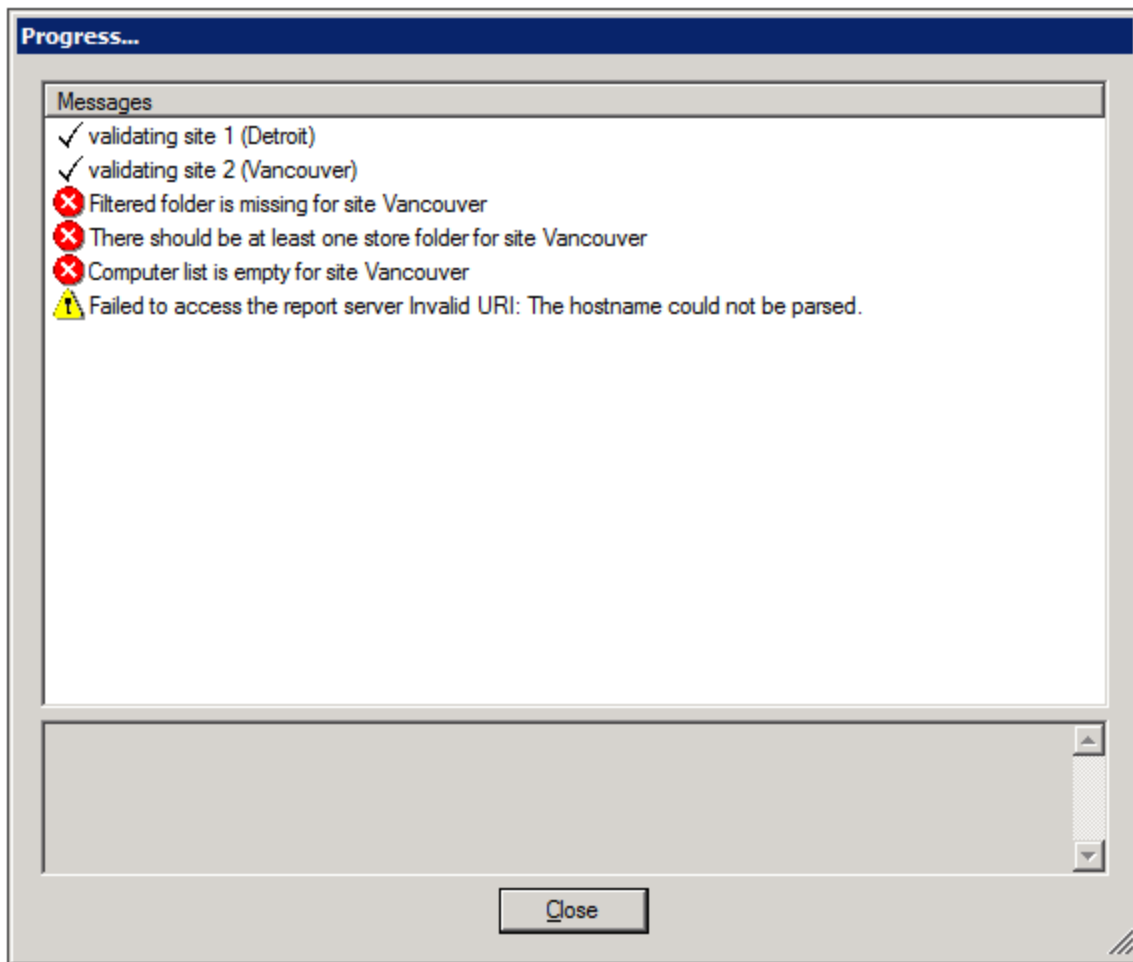 Progress...
Messages
validating site 1 (Detroit)
validating site 2 (Vancouver)
Filtered folder is missing for site Vancouver
There should be at least one store folder for site Vancouver
Computer list is empty for site Vancouver
Failed to access the report server Invalid URI: The hostname could not be parsed.
Close